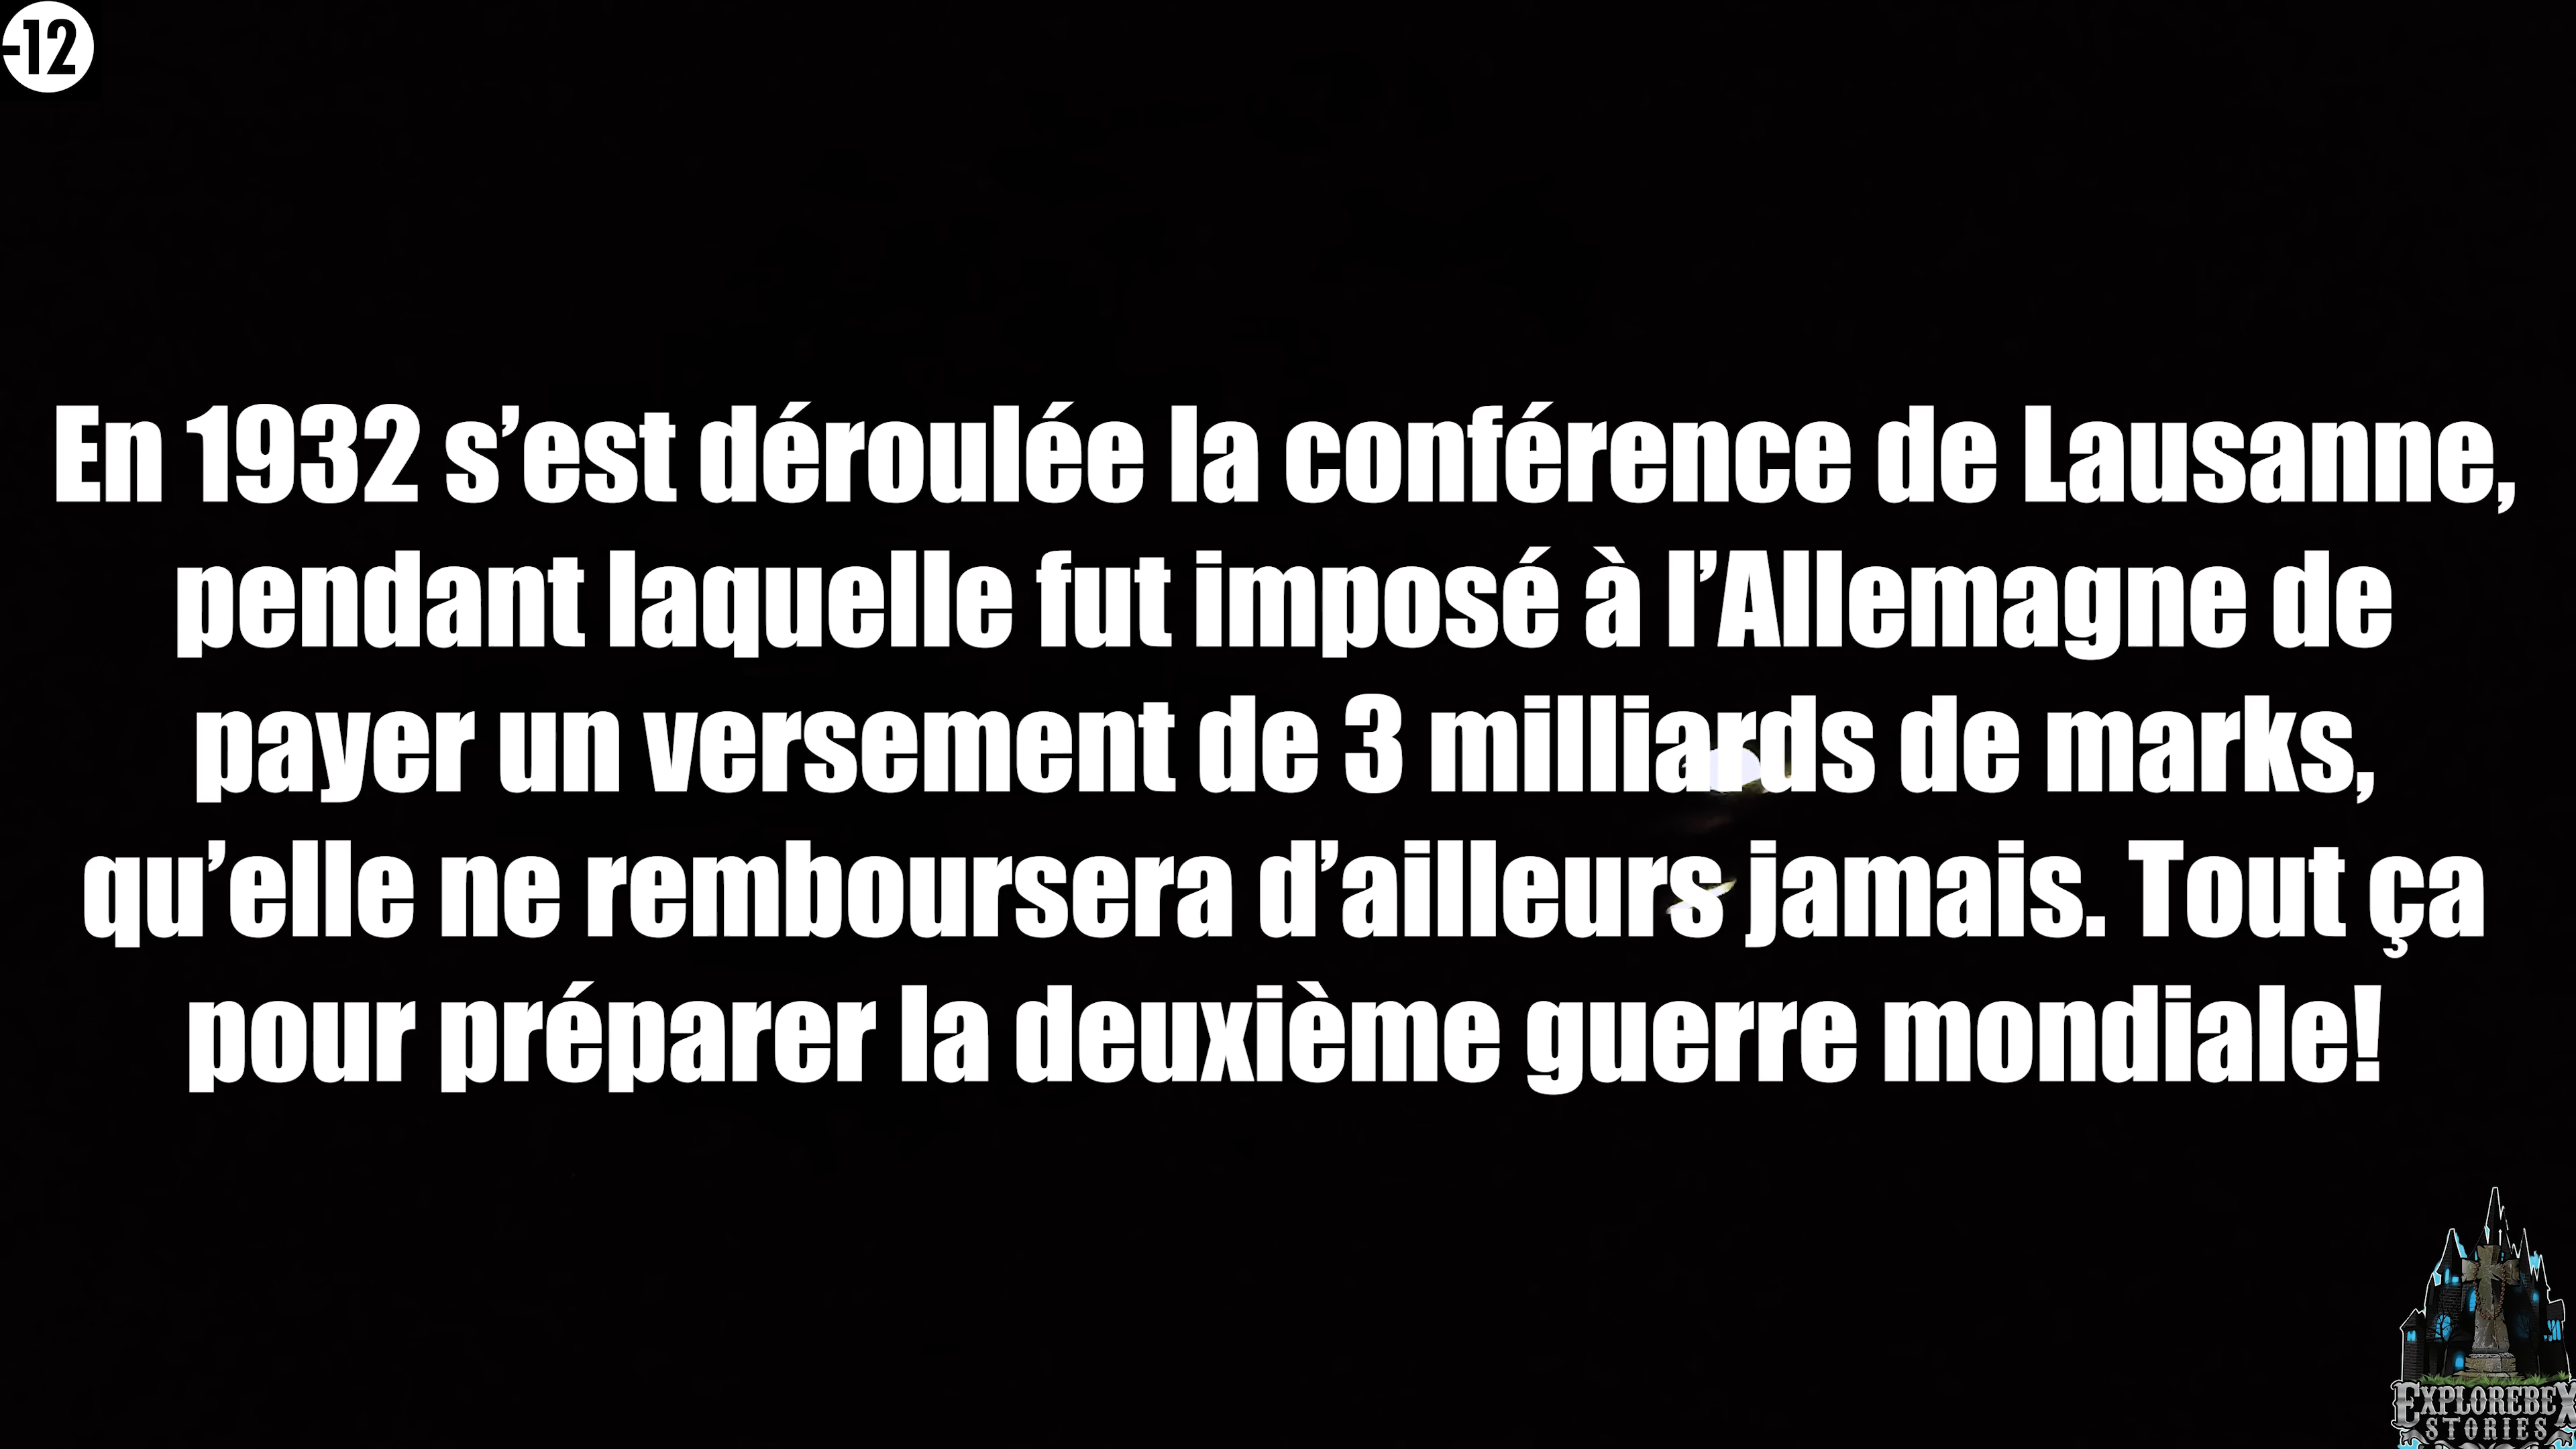 -12
En 1932 s’est déroulée la conférence de Lausanne,
pendant laquelle fut imposé à l’Allemagne de
payer un versement de 3 milliards de marks,
qu’elle ne remboursera d’ailleurs jamais. Tout ça
pour préparer la deuxième guerre mondiale!
EXPLOREBEX
STORIES